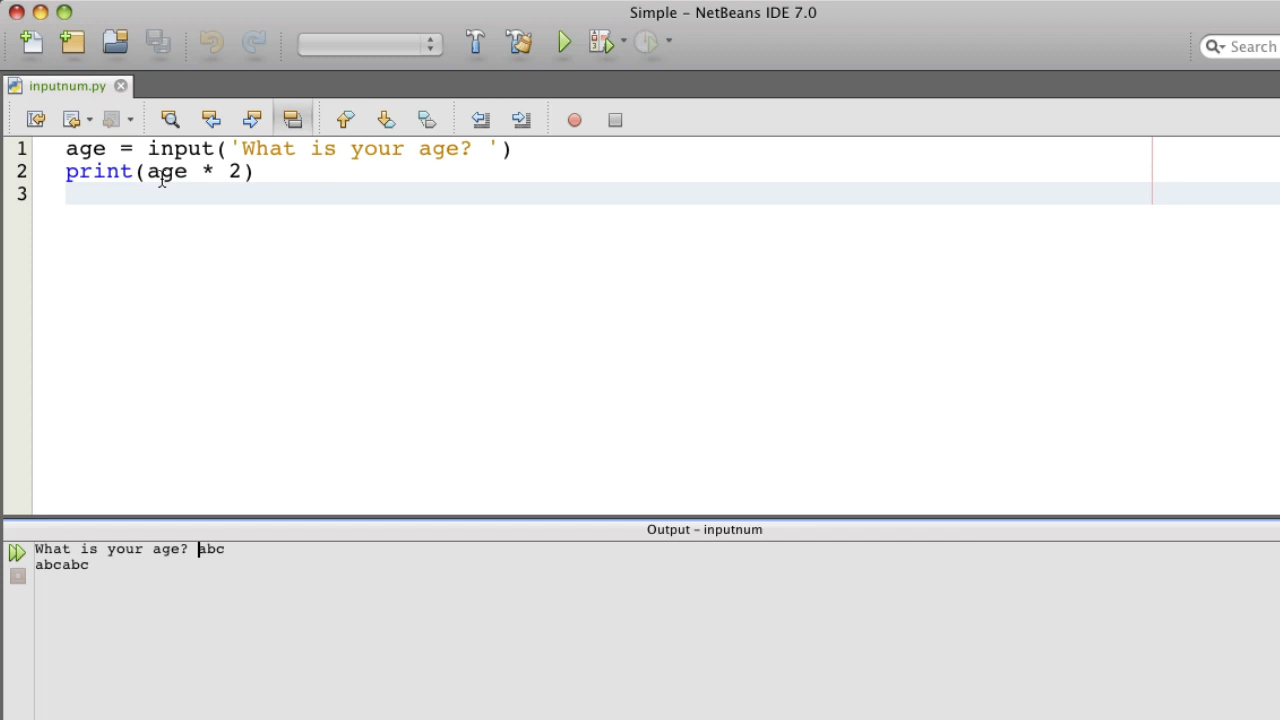 Simple – NetBeans IDE 7.0
Search
inputnum.py
1 age = input('What is your age? ')
2 print(age * 2)
3
Output – inputnum
What is your age? abc
abcabc